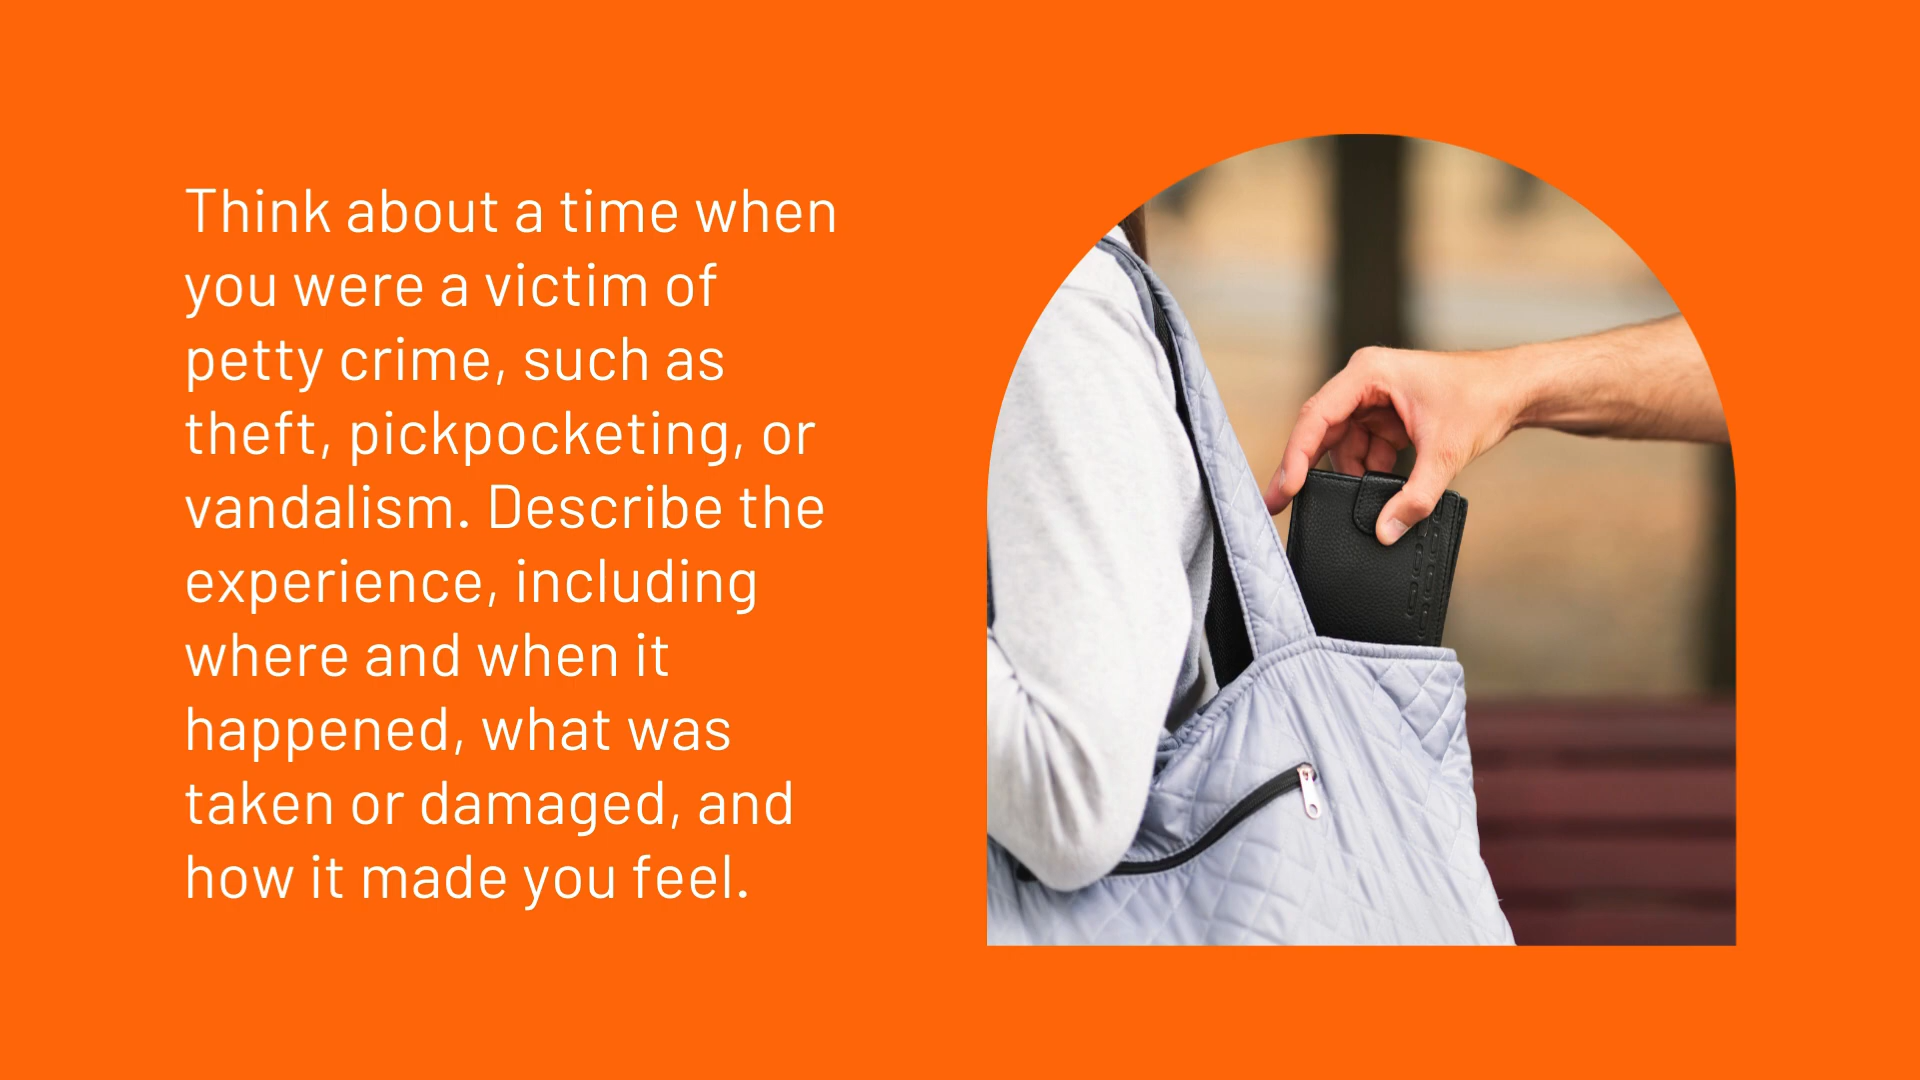 Think about a time when
you were a victim of
petty crime, such as
theft, pickpocketing, or
vandalism. Describe the
experience, including
where and when it
happened, what was
taken or damaged, and
how it made you feel.